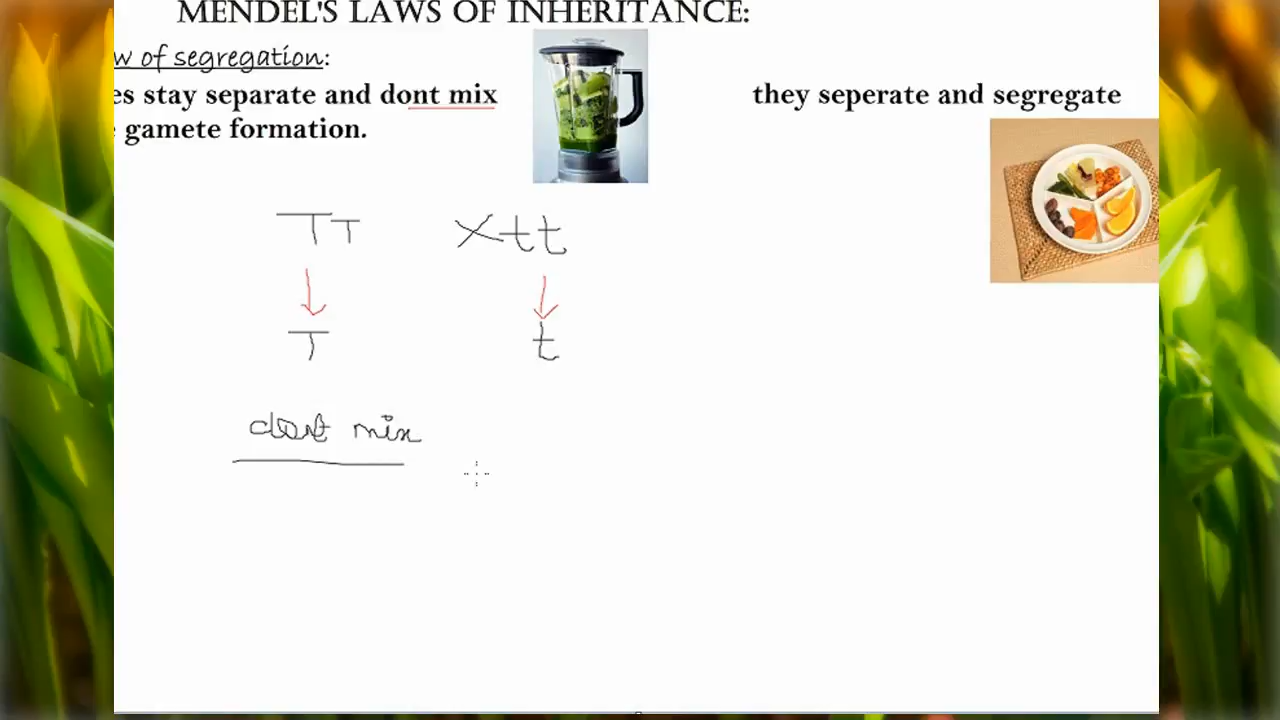 MENDEL'S LAWS OF INHERITANCE:
w of segregation:
es stay separate and dont mix they seperate and segregate
e gamete formation.
TT X tt
T t
dont mix